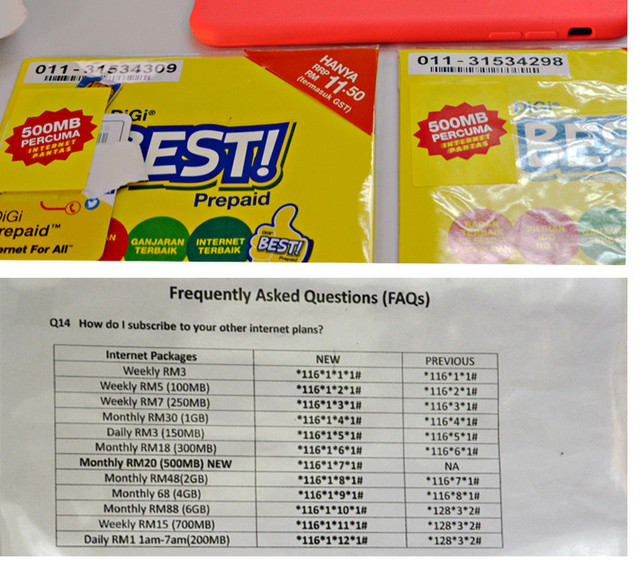 011-31534309
500MB
PERCUMA
INTERNET
PANTAS
DiGi®
BEST!
Prepaid
HANYA
RRP
RM 11.50
(termasuk GST)
DiGi
repaid™
ernet For All™
GANJARAN
TERBAIK
INTERNET
TERBAIK
BEST!
Prepaid
011-31534298
500MB
PERCUMA
INTERNET
PANTAS
DiGi®
BES
Frequently Asked Questions (FAQs)
Q14 How do I subscribe to your other internet plans?
Internet Packages NEW PREVIOUS
Weekly RM3 *116*1*1*1# *116*1*1#
Weekly RM5 (100MB) *116*1*2*1# *116*2*1#
Weekly RM7 (250MB) *116*1*3*1# *116*3*1#
Monthly RM30 (1GB) *116*1*4*1# *116*4*1#
Daily RM3 (150MB) *116*1*5*1# *116*5*1#
Monthly RM18 (300MB) *116*1*6*1# *116*6*1#
Monthly RM20 (500MB) NEW *116*1*7*1# NA
Monthly RM48(2GB) *116*1*8*1# *116*7*1#
Monthly 68 (4GB) *116*1*9*1# *116*8*1#
Monthly RM88 (6GB) *116*1*10*1# *128*3*2#
Weekly RM15 (700MB) *116*1*11*1# *128*3*2#
Daily RM1 1am-7am(200MB) *116*1*12*1# *128*3*2#